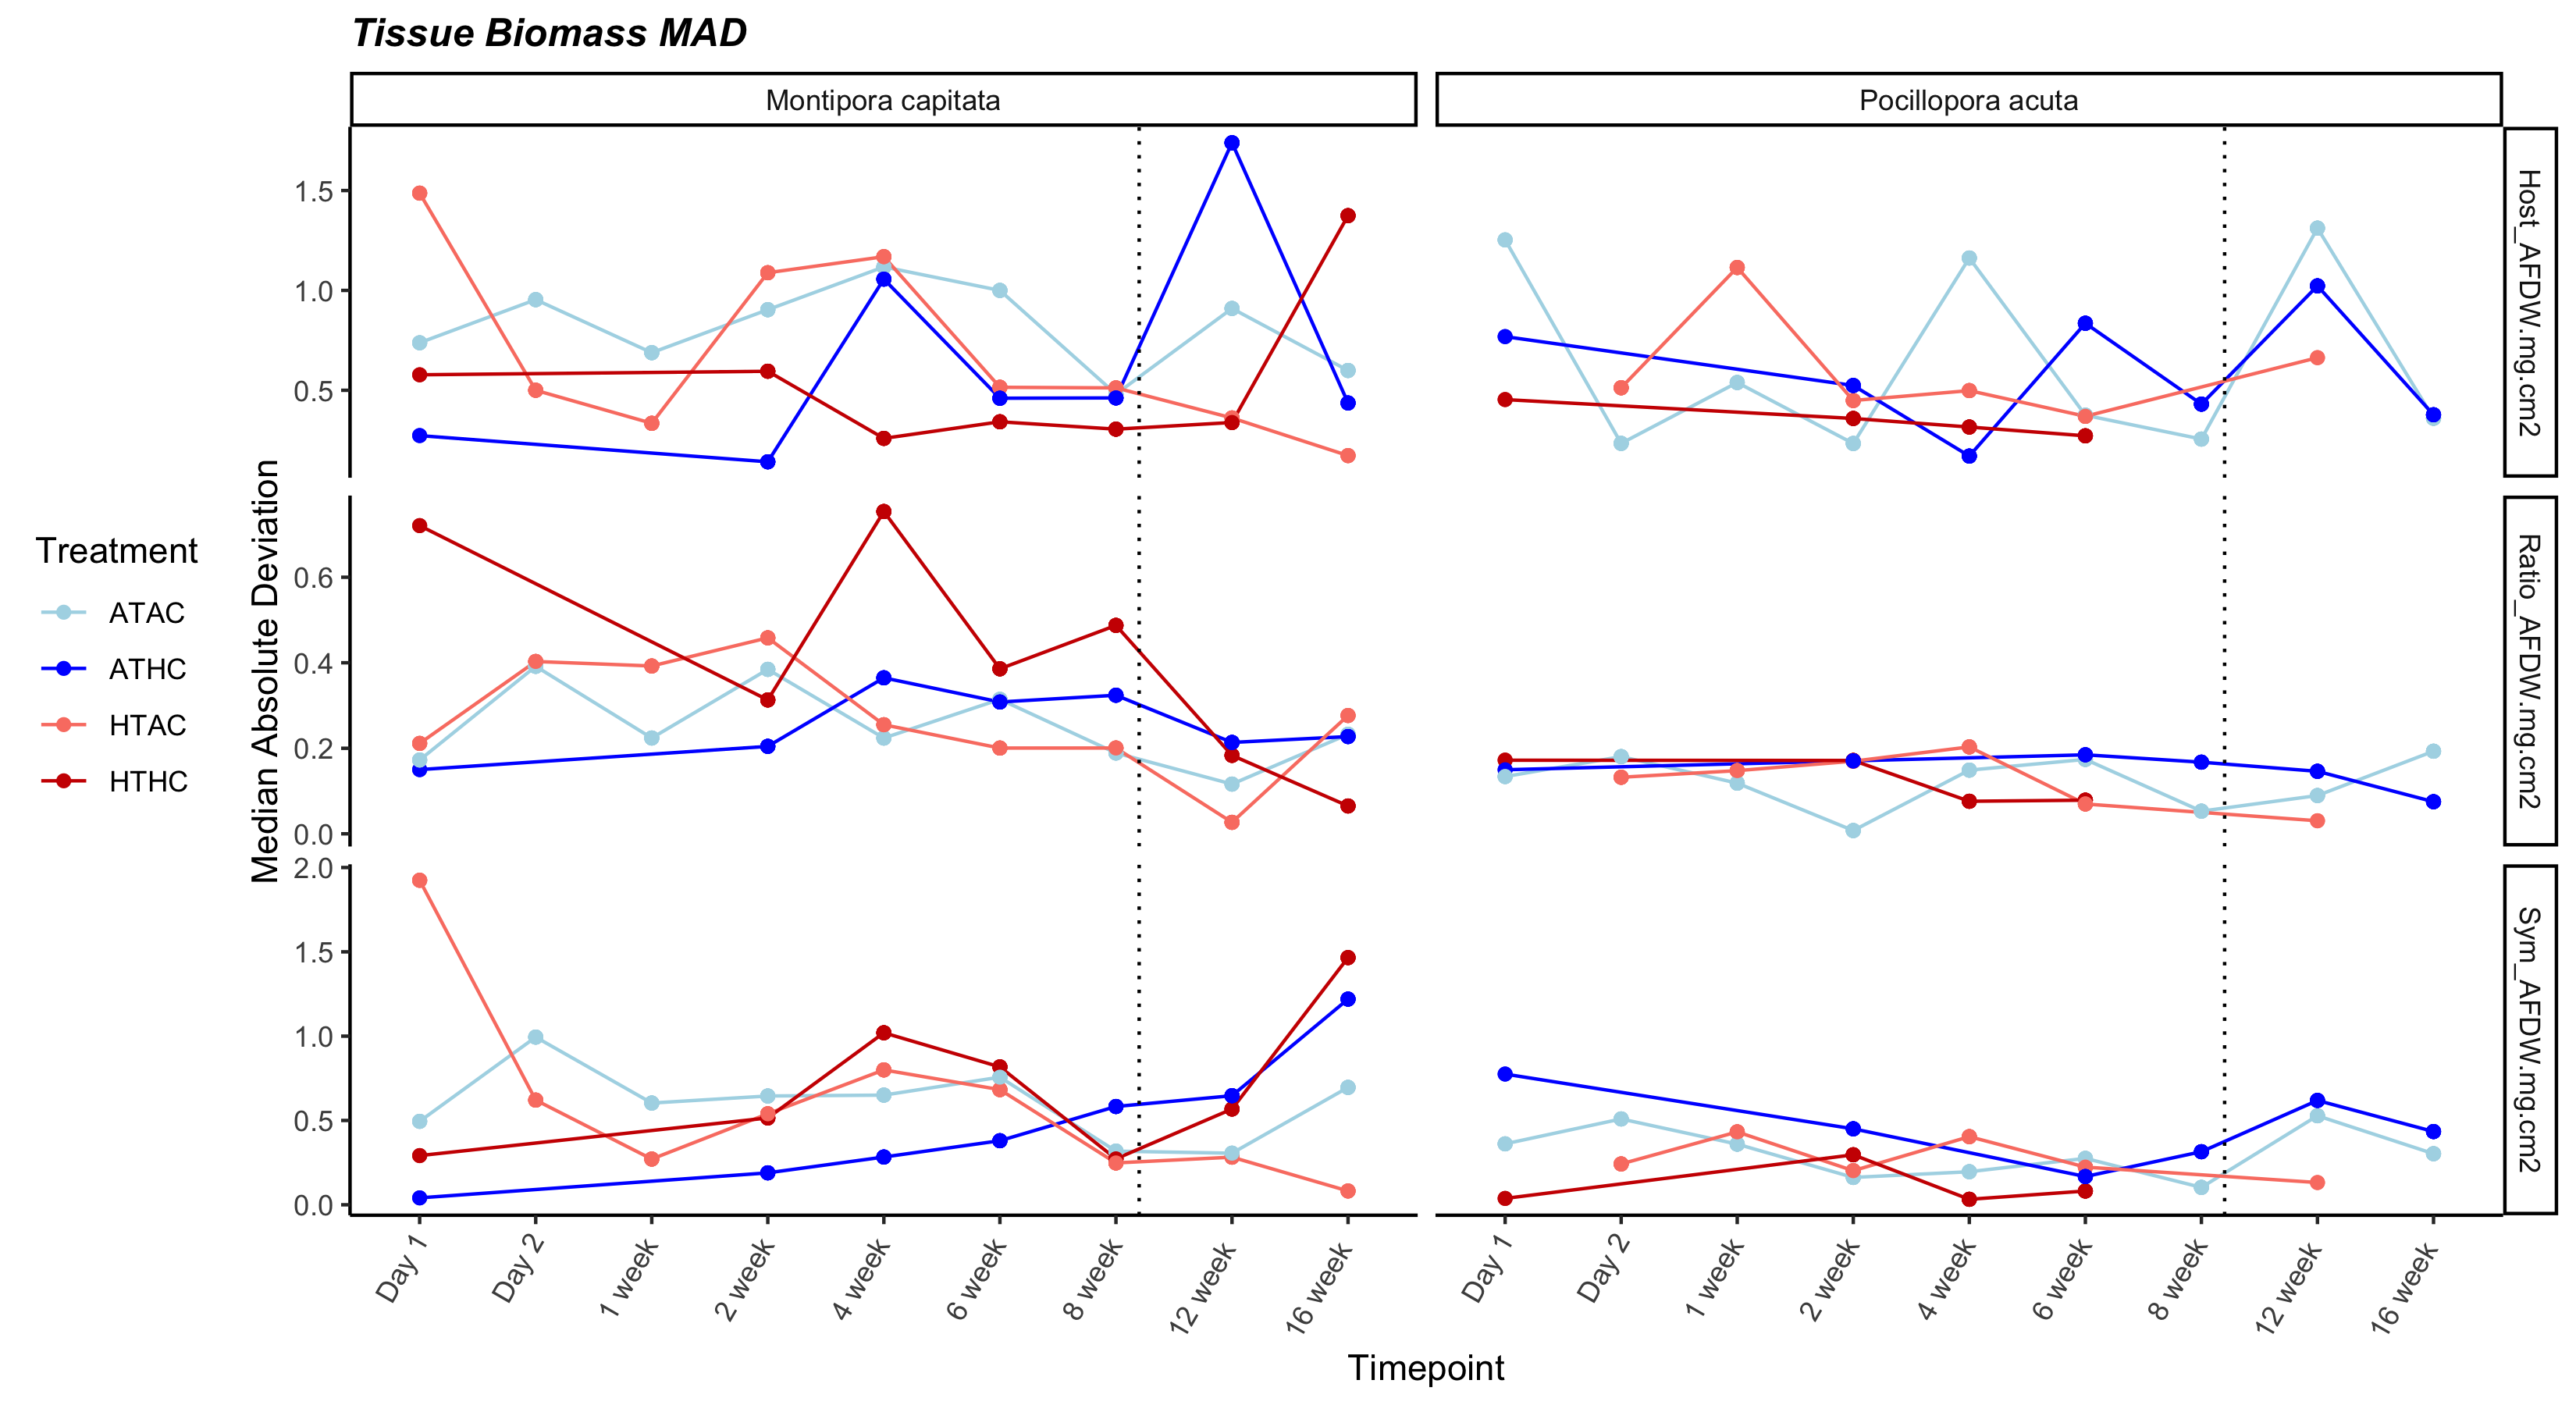 Tissue Biomass MAD
Montipora capitata
Pocillopora acuta
1.5
1.0
0.5
Host_AFDW.mg.cm2
0.6
0.4
0.2
0.0
Ratio_AFDW.mg.cm2
2.0
1.5
1.0
0.5
0.0
Sym_AFDW.mg.cm2
Median Absolute Deviation
Treatment
ATAC
ATHC
HTAC
HTHC
Day 1
Day 2
1 week
2 week
4 week
6 week
8 week
12 week
16 week
Day 1
Day 2
1 week
2 week
4 week
6 week
8 week
12 week
16 week
Timepoint